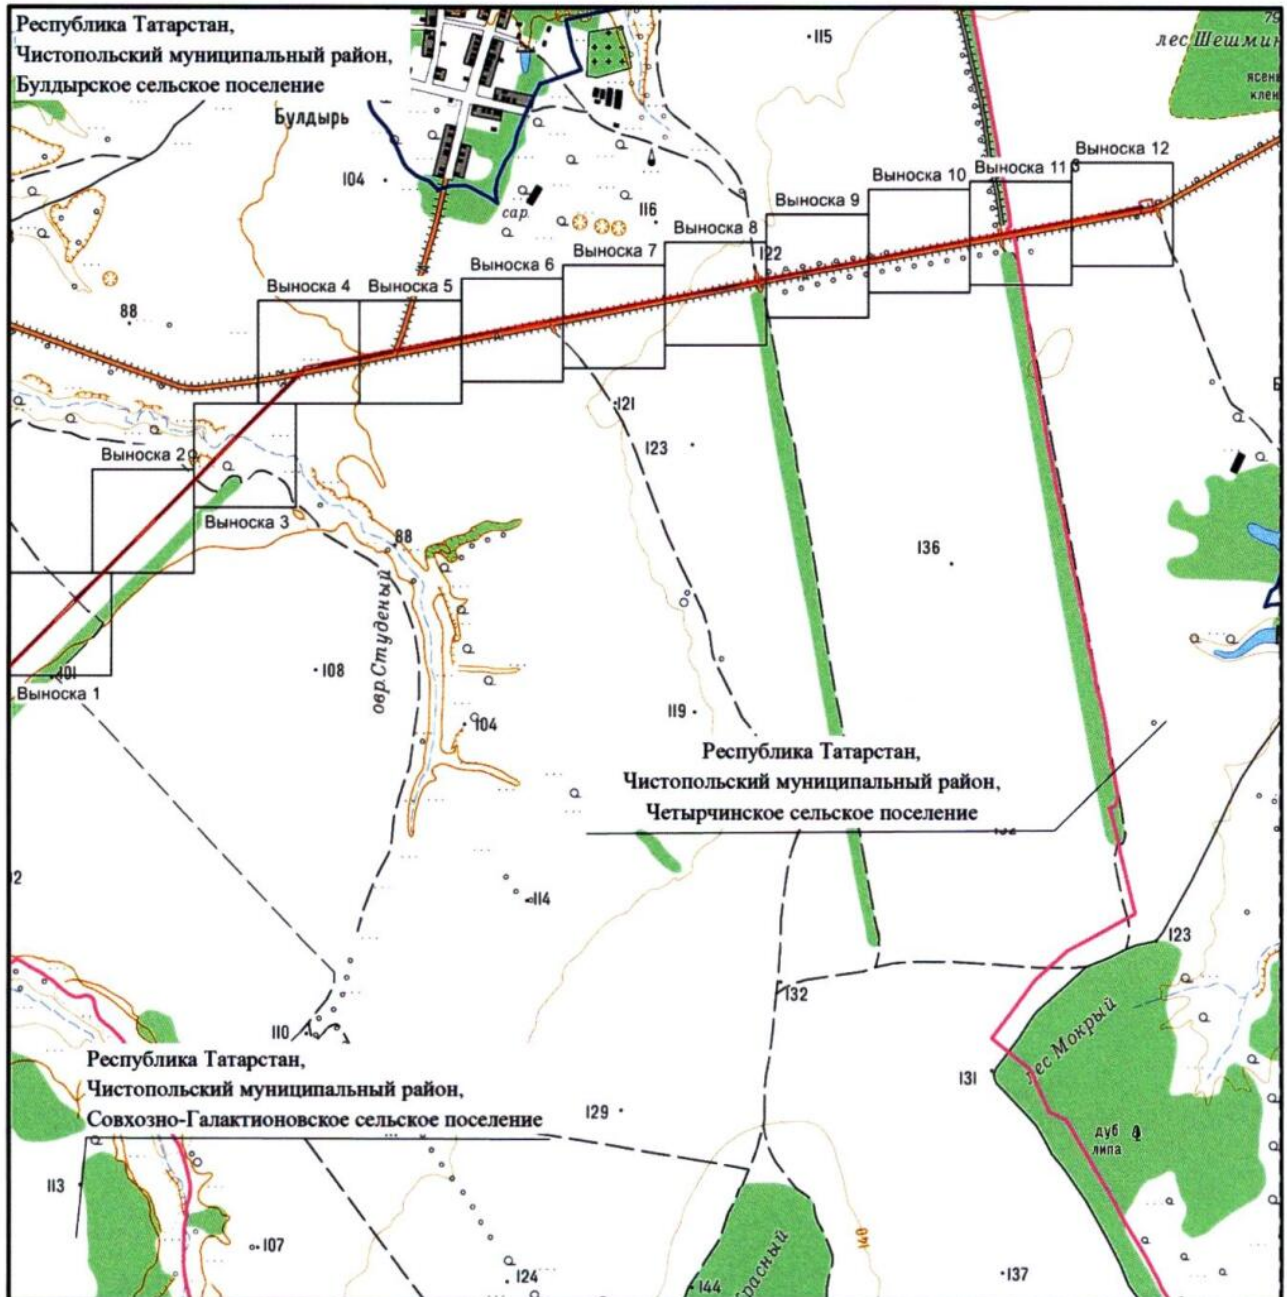 Республика Татарстан,
Чистопольский муниципальный район,
Булдырское сельское поселение
Булдырь
115
лес Шешмин
ясень
клен
104
сар.
116
Выноска 12
Выноска 11
Выноска 10
Выноска 9
Выноска 8
122
Выноска 7
Выноска 6
Выноска 5
Выноска 4
88
Выноска 2
Выноска 3
121
123
88
136
овр.Студеный
101
Выноска 1
108
104
119
Республика Татарстан,
Чистопольский муниципальный район,
Четырчинское сельское поселение
114
123
132
110
лес Мокрый
131
Республика Татарстан,
Чистопольский муниципальный район,
Совхозно-Галактионовское сельское поселение
129
дуб
липа
113
107
124
144
140
137